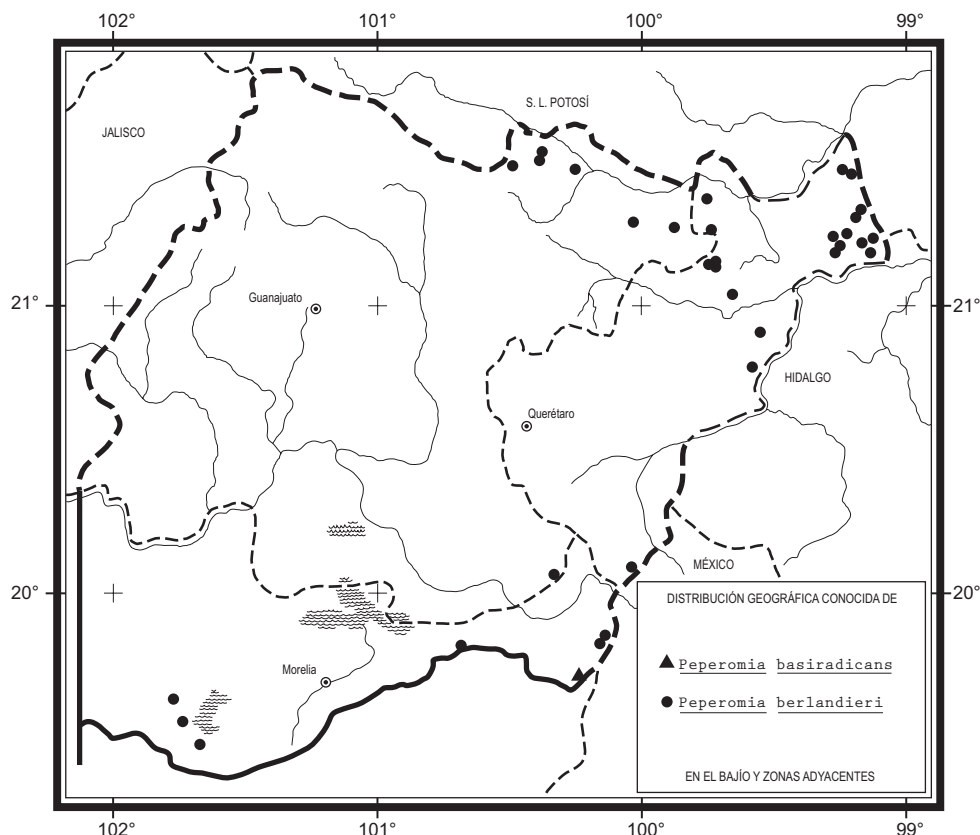 102° 101° 100° 99°
S. L. POTOSÍ
JALISCO
Guanajuato
21° 21°
HIDALGO
Querétaro
MÉXICO
20° 20°
DISTRIBUCIÓN GEOGRÁFICA CONOCIDA DE
Peperomia basiradicans
Morelia
Peperomia berlandieri
EN EL BAJÍO Y ZONAS ADYACENTES
102° 101° 100° 99°